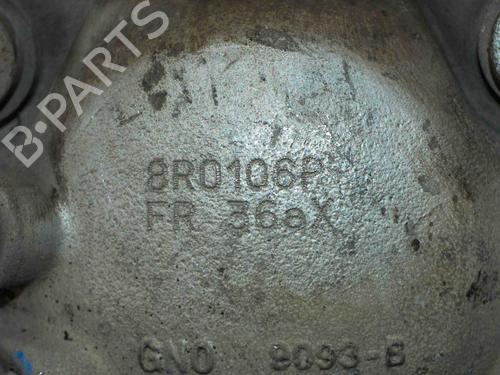 B-PARTS
8R0106P
FR 36aX
GNO 9093-B